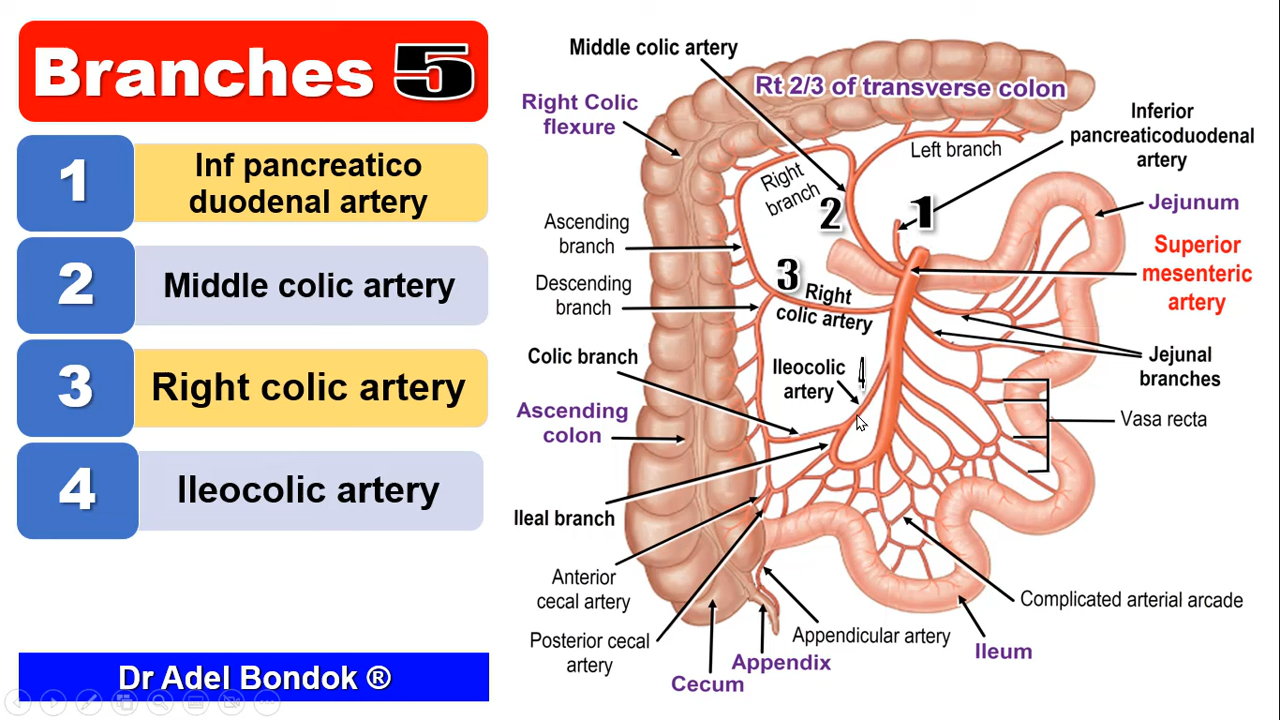 Branches 5
1
Inf pancreatico
duodenal artery
2
Middle colic artery
3
Right colic artery
4
Ileocolic artery
Dr Adel Bondok ®
Middle colic artery
Rt 2/3 of transverse colon
Right Colic
flexure
Inferior
pancreaticoduodenal
artery
Left branch
Right
branch
2
1
Jejunum
Ascending
branch
Superior
mesenteric
artery
3
Descending
branch
Right
colic artery
Colic branch
Ileocolic
artery
Jejunal
branches
Ascending
colon
Vasa recta
Ileal branch
Anterior
cecal artery
Complicated arterial arcade
Posterior cecal
artery
Appendicular artery
Ileum
Appendix
Cecum